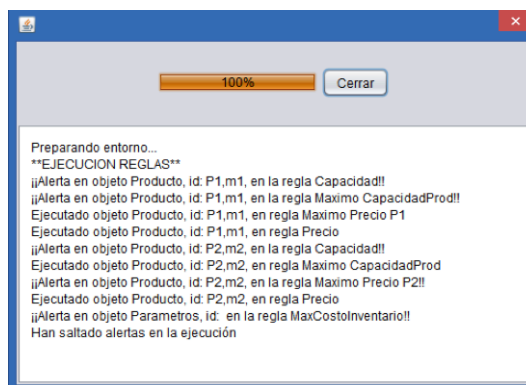 100%
Cerrar
Preparando entorno...
**EJECUCION REGLAS**
¡¡Alerta en objeto Producto, id: P1,m1, en la regla Capacidad!!
¡¡Alerta en objeto Producto, id: P1,m1, en la regla Maximo CapacidadProd!!
Ejecutado objeto Producto, id: P1,m1, en regla Maximo Precio P1
Ejecutado objeto Producto, id: P1,m1, en regla Precio
¡¡Alerta en objeto Producto, id: P2,m2, en la regla Capacidad!!
Ejecutado objeto Producto, id: P2,m2, en regla Maximo CapacidadProd
¡¡Alerta en objeto Producto, id: P2,m2, en la regla Maximo Precio P2!!
Ejecutado objeto Producto, id: P2,m2, en regla Precio
¡¡Alerta en objeto Parametros, id:  en la regla MaxCostoInventario!!
Han saltado alertas en la ejecución